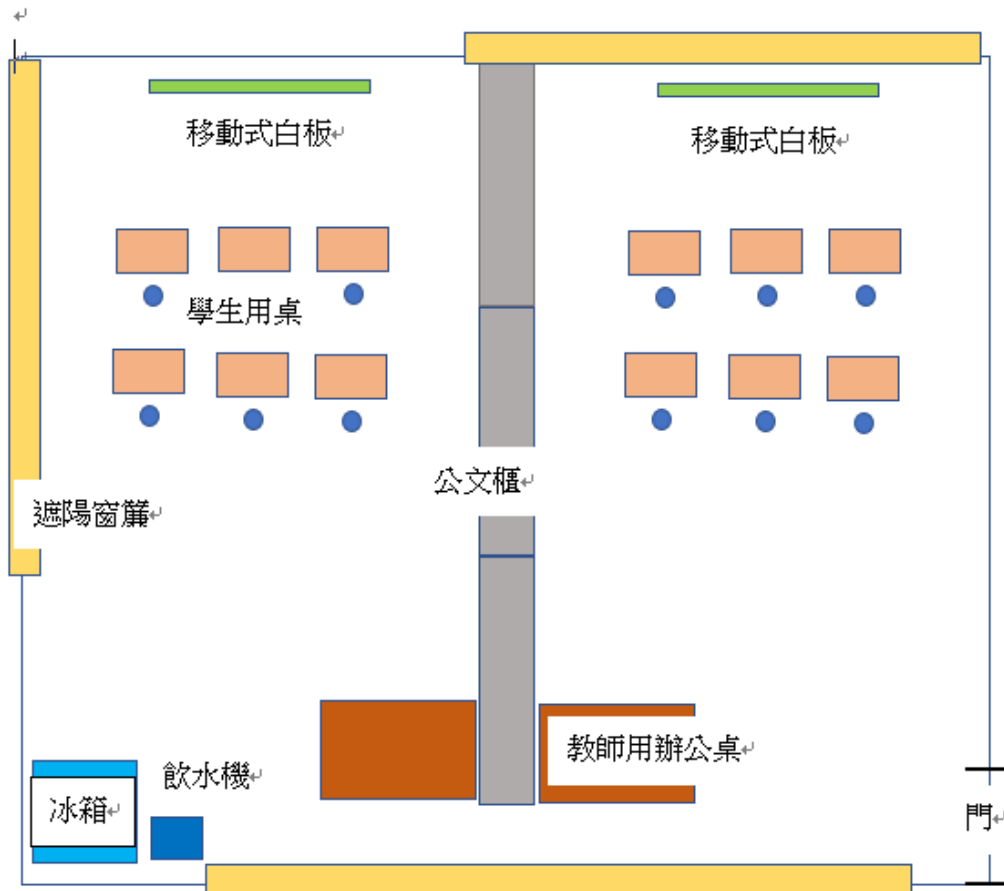 移動式白板
移動式白板
學生用桌
公文櫃
遮陽窗簾
教師用辦公桌
飲水機
冰箱
門